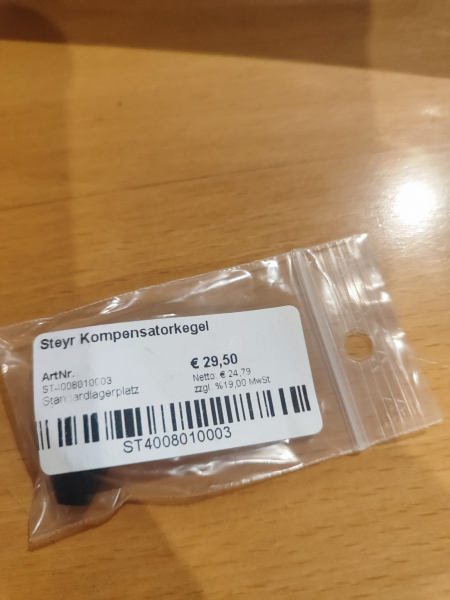 Steyr Kompensatorkegel
ArtNr.
€ 29,50
ST4008010003
Netto: € 24,79
Standardlagerplatz
zzgl. %19,00 MwSt
ST4008010003